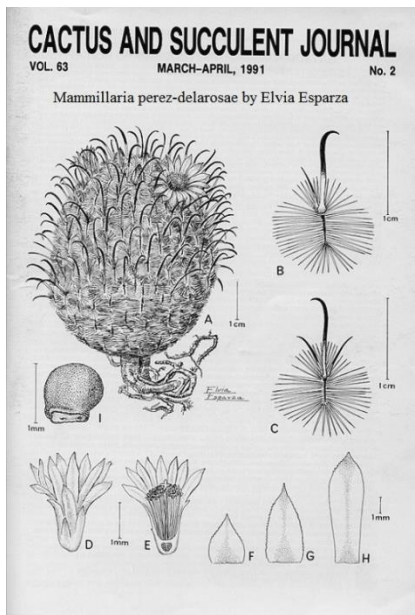 CACTUS AND SUCCULENT JOURNAL
VOL. 63 MARCH–APRIL, 1991 No. 2
Mammillaria perez-delarosae by Elvia Esparza
1cm
B
A
1cm
1cm
Elvia
Esparza
I
1mm
C
D
1mm
E
F
G
1mm
H